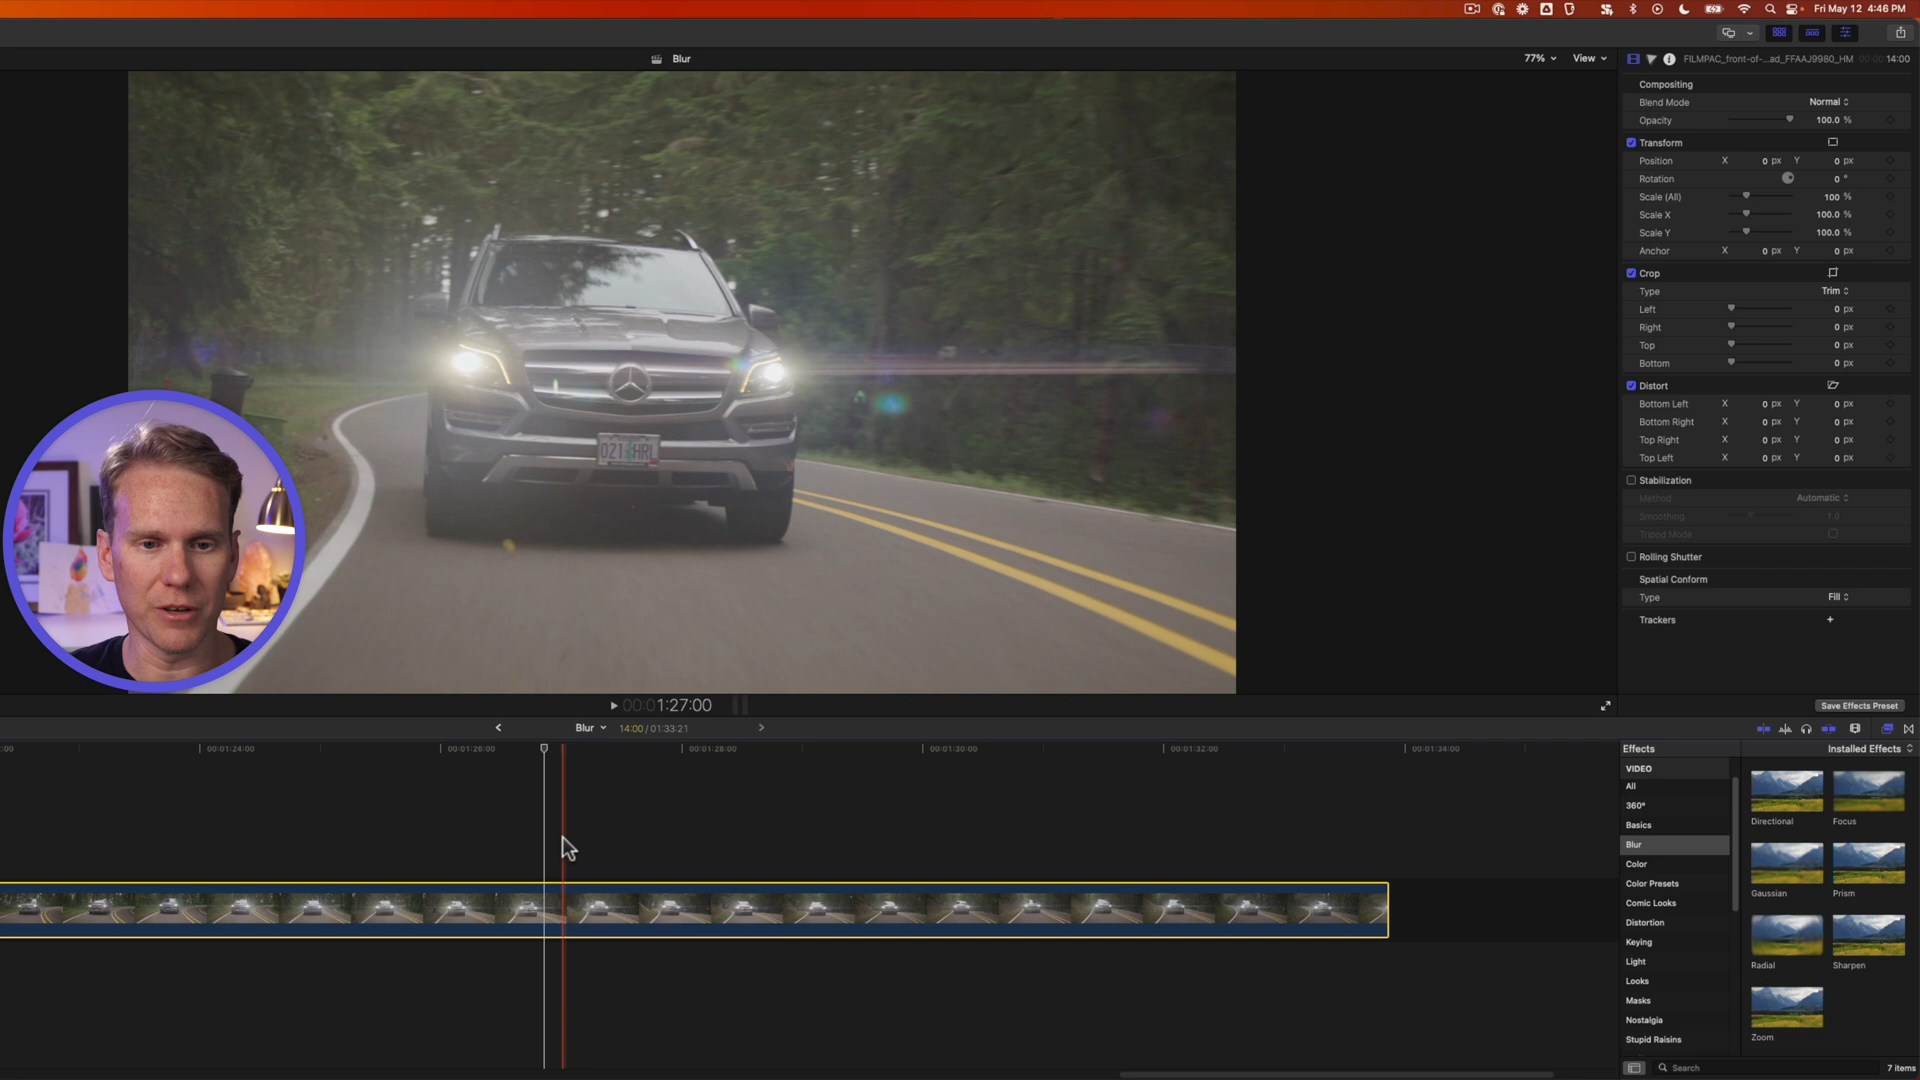 Fri May 12 4:46 PM
Blur
77%
View
FILMPAC_front-of-...ad_FFAAJ9980_HM
00:00:14:00
Compositing
Blend Mode Normal
Opacity 100.0 %
Transform
Position X 0 px Y 0 px
Rotation 0 °
Scale (All) 100 %
Scale X 100.0 %
Scale Y 100.0 %
Anchor X 0 px Y 0 px
Crop
Type Trim
Left 0 px
Right 0 px
Top 0 px
Bottom 0 px
Distort
Bottom Left X 0 px Y 0 px
Bottom Right X 0 px Y 0 px
Top Right X 0 px Y 0 px
Top Left X 0 px Y 0 px
Stabilization
Method Automatic
Smoothing 1.0
Tripod Mode
Rolling Shutter
Spatial Conform
Type Fill
Trackers +
00:01:27:00
Save Effects Preset
Blur 14:00 / 01:33:21
00:01:24:00 00:01:26:00 00:01:28:00 00:01:30:00 00:01:32:00 00:01:34:00
Effects
Installed Effects
VIDEO
All
360°
Basics
Blur
Color
Color Presets
Comic Looks
Distortion
Keying
Light
Looks
Masks
Nostalgia
Stupid Raisins
Directional Focus
Gaussian Prism
Radial Sharpen
Zoom
Search
7 items